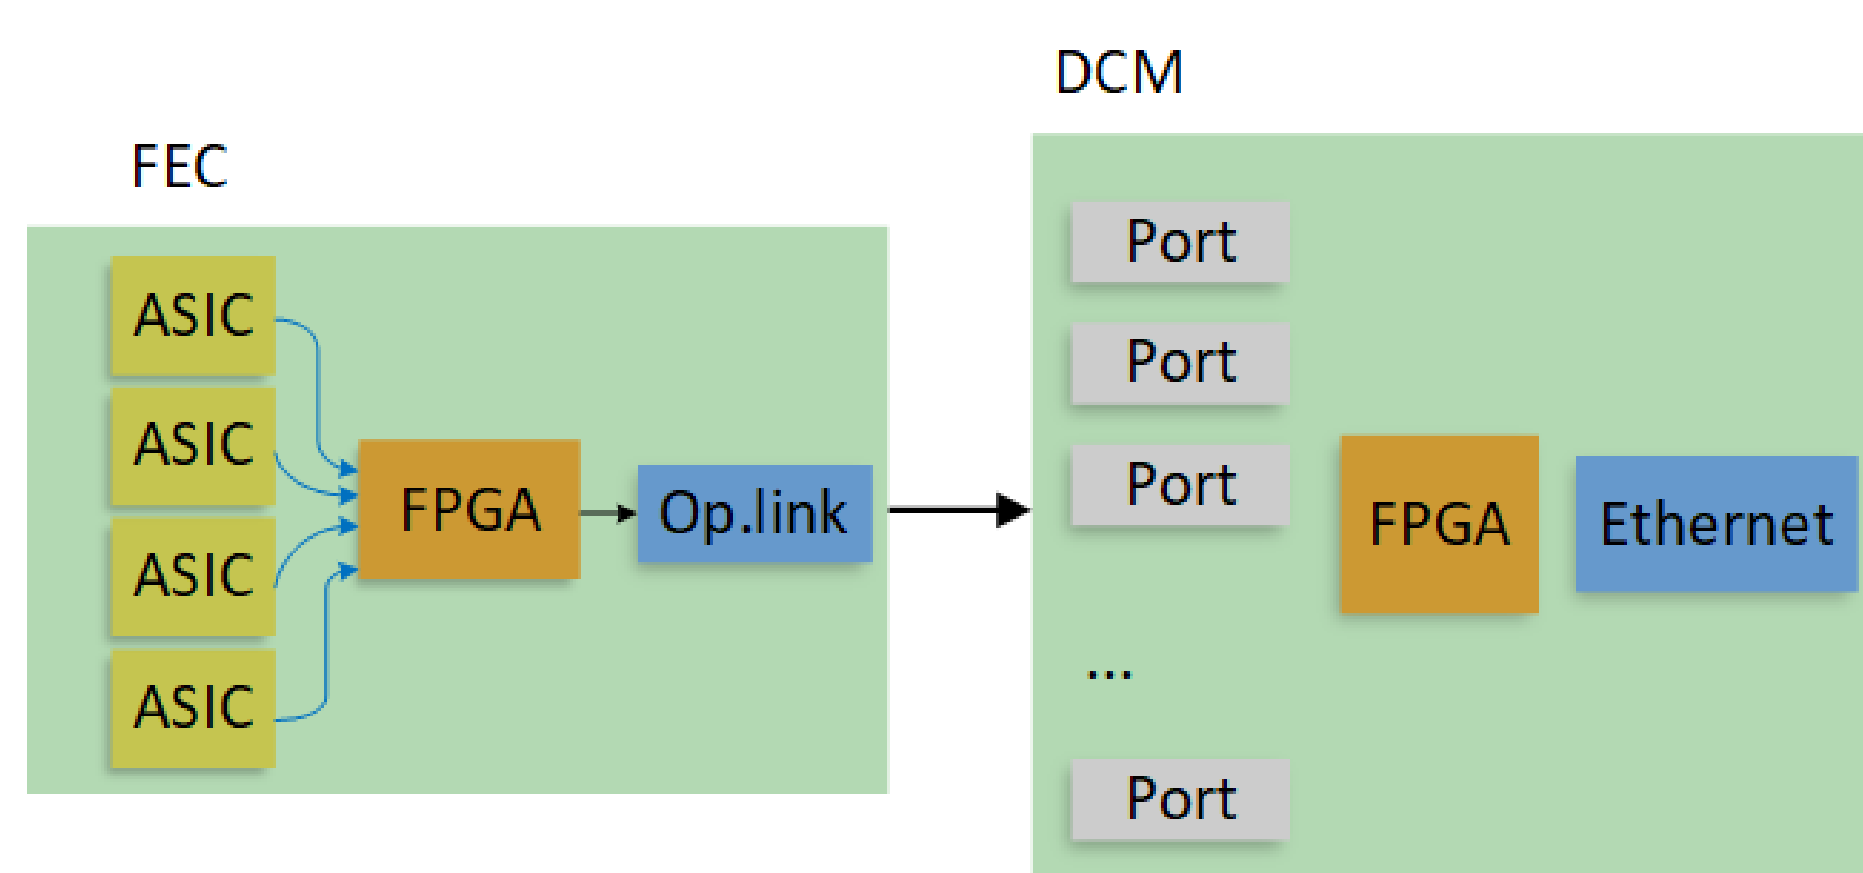 FEC
ASIC
ASIC
ASIC
ASIC
FPGA
Op.link
DCM
Port
Port
Port
...
Port
FPGA
Ethernet